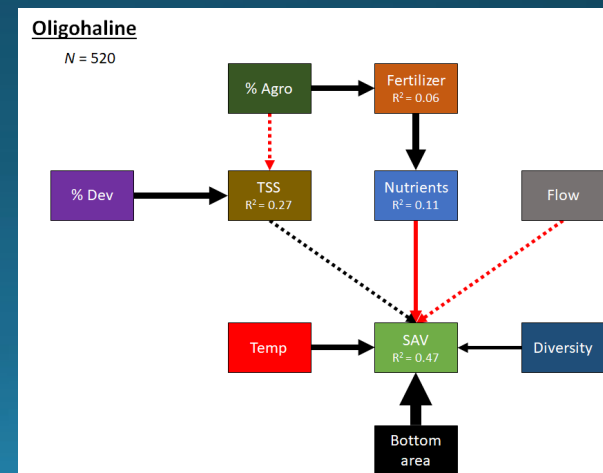 Oligohaline
N = 520
% Agro
Fertilizer
R² = 0.06
% Dev
TSS
R² = 0.27
Nutrients
R² = 0.11
Flow
Temp
SAV
R² = 0.47
Diversity
Bottom
area